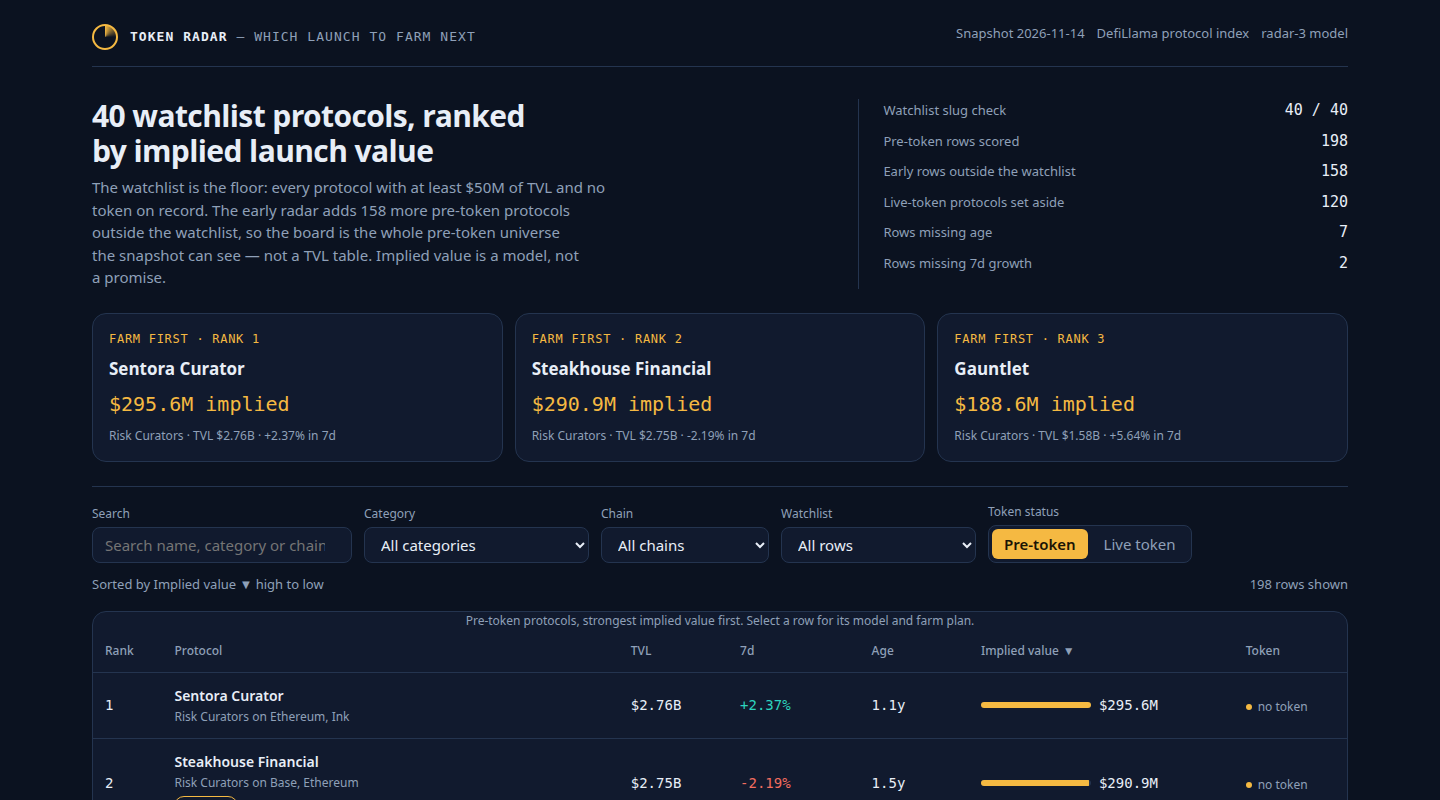 TOKEN RADAR — WHICH LAUNCH TO FARM NEXT
Snapshot 2026-11-14 DefiLlama protocol index radar-3 model
40 watchlist protocols, ranked
by implied launch value
The watchlist is the floor: every protocol with at least $50M of TVL and no
token on record. The early radar adds 158 more pre-token protocols
outside the watchlist, so the board is the whole pre-token universe
the snapshot can see — not a TVL table. Implied value is a model, not
a promise.
Watchlist slug check 40 / 40
Pre-token rows scored 198
Early rows outside the watchlist 158
Live-token protocols set aside 120
Rows missing age 7
Rows missing 7d growth 2
FARM FIRST · RANK 1
Sentora Curator
$295.6M implied
Risk Curators · TVL $2.76B · +2.37% in 7d
FARM FIRST · RANK 2
Steakhouse Financial
$290.9M implied
Risk Curators · TVL $2.75B · -2.19% in 7d
FARM FIRST · RANK 3
Gauntlet
$188.6M implied
Risk Curators · TVL $1.58B · +5.64% in 7d
Search Category Chain Watchlist Token status
Search name, category or chain All categories All chains All rows Pre-token Live token
Sorted by Implied value ▼ high to low
198 rows shown
Pre-token protocols, strongest implied value first. Select a row for its model and farm plan.
Rank Protocol TVL 7d Age Implied value ▼ Token
1 Sentora Curator $2.76B +2.37% 1.1y $295.6M no token
Risk Curators on Ethereum, Ink
2 Steakhouse Financial $2.75B -2.19% 1.5y $290.9M no token
Risk Curators on Base, Ethereum